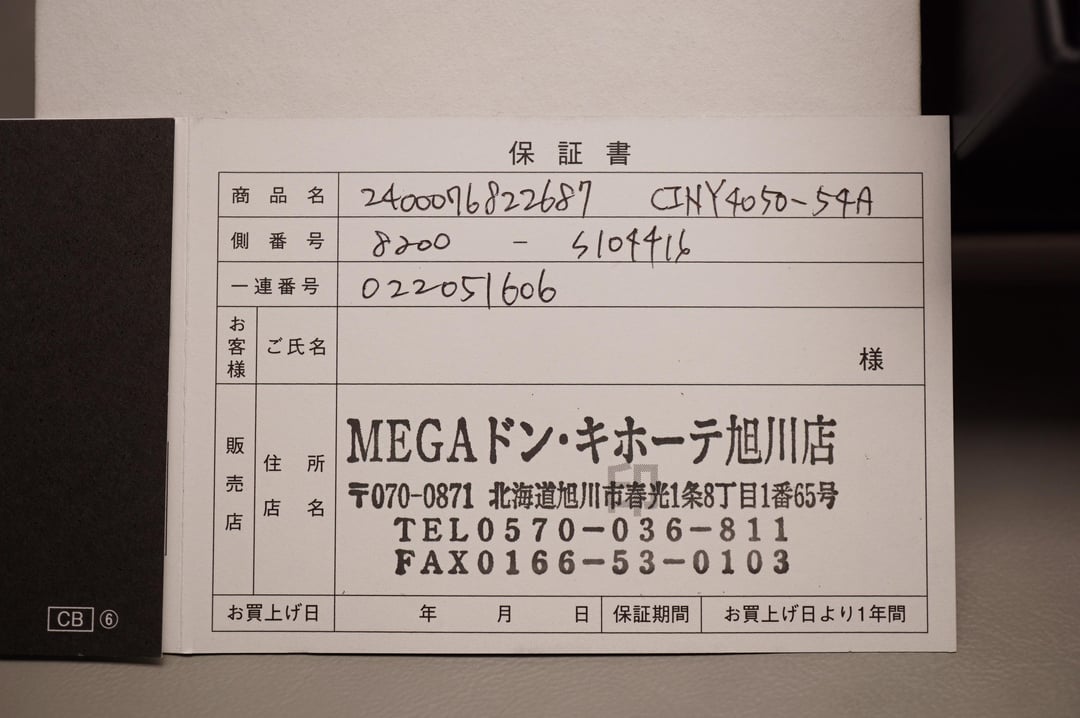 保証書
商品名 2400076822687 CINY4050-54A
側番号 8200 - S104416
一連番号 022051606
お客様 ご氏名 様
販売店 住所 店名
MEGAドン・キホーテ旭川店
印
〒070-0871 北海道旭川市春光1条8丁目1番65号
TEL0570-036-811
FAX0166-53-0103
お買上げ日 年 月 日 保証期間 お買上げ日より1年間
CB ⑥